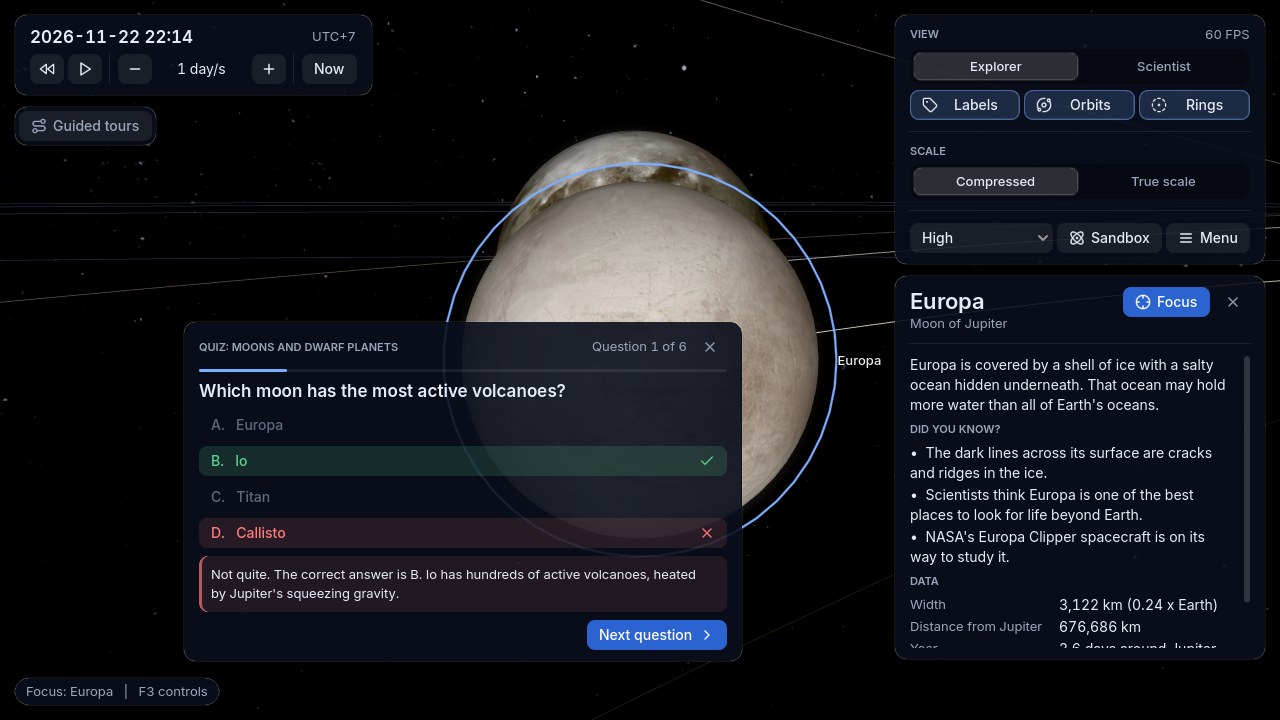 2026-11-22 22:14
UTC+7
1 day/s
Now
Guided tours
VIEW
60 FPS
Explorer
Scientist
Labels
Orbits
Rings
SCALE
Compressed
True scale
High
Sandbox
Menu
Europa
Focus
Moon of Jupiter
Europa is covered by a shell of ice with a salty
ocean hidden underneath. That ocean may hold
more water than all of Earth's oceans.
DID YOU KNOW?
• The dark lines across its surface are cracks
and ridges in the ice.
• Scientists think Europa is one of the best
places to look for life beyond Earth.
• NASA's Europa Clipper spacecraft is on its
way to study it.
DATA
Width 3,122 km (0.24 x Earth)
Distance from Jupiter 676,686 km
Year 3.6 days around Jupiter
Europa
QUIZ: MOONS AND DWARF PLANETS
Question 1 of 6
Which moon has the most active volcanoes?
A. Europa
B. Io
C. Titan
D. Callisto
Not quite. The correct answer is B. Io has hundreds of active volcanoes, heated
by Jupiter's squeezing gravity.
Next question
Focus: Europa | F3 controls